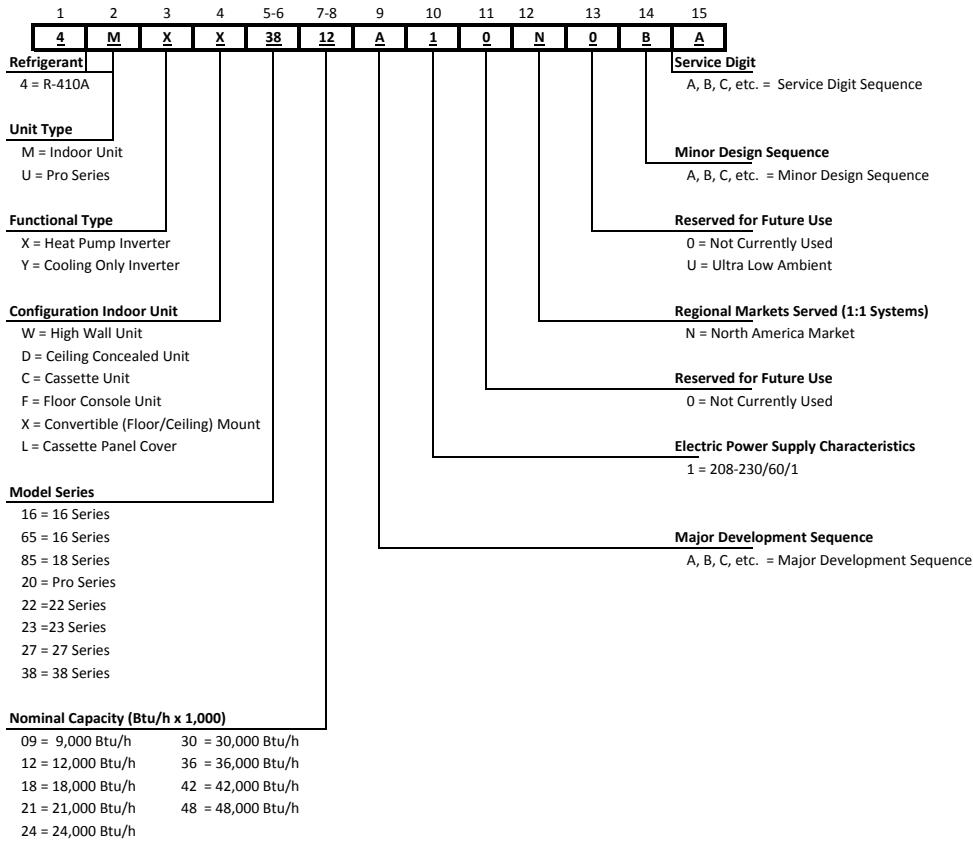 1 2 3 4 5-6 7-8 9 10 11 12 13 14 15
4 M X X 38 12 A 1 0 N 0 B A
Refrigerant
4 = R-410A
Unit Type
M = Indoor Unit
U = Pro Series
Functional Type
X = Heat Pump Inverter
Y = Cooling Only Inverter
Configuration Indoor Unit
W = High Wall Unit
D = Ceiling Concealed Unit
C = Cassette Unit
F = Floor Console Unit
X = Convertible (Floor/Ceiling) Mount
L = Cassette Panel Cover
Model Series
16 = 16 Series
65 = 16 Series
85 = 18 Series
20 = Pro Series
22 =22 Series
23 =23 Series
27 = 27 Series
38 = 38 Series
Nominal Capacity (Btu/h x 1,000)
09 = 9,000 Btu/h 30 = 30,000 Btu/h
12 = 12,000 Btu/h 36 = 36,000 Btu/h
18 = 18,000 Btu/h 42 = 42,000 Btu/h
21 = 21,000 Btu/h 48 = 48,000 Btu/h
24 = 24,000 Btu/h
Service Digit
A, B, C, etc. = Service Digit Sequence
Minor Design Sequence
A, B, C, etc. = Minor Design Sequence
Reserved for Future Use
0 = Not Currently Used
U = Ultra Low Ambient
Regional Markets Served (1:1 Systems)
N = North America Market
Reserved for Future Use
0 = Not Currently Used
Electric Power Supply Characteristics
1 = 208-230/60/1
Major Development Sequence
A, B, C, etc. = Major Development Sequence